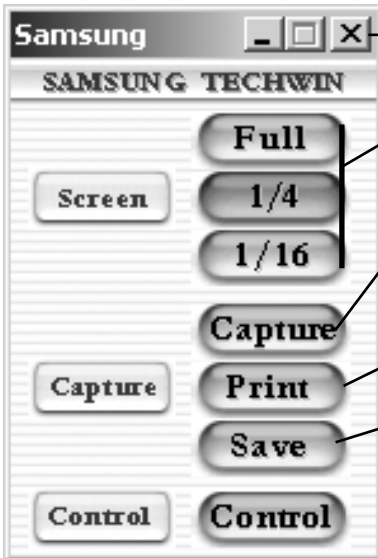 Samsung
SAMSUNG TECHWIN
Full
Screen 1/4
1/16
Capture
Capture Print
Save
Control Control